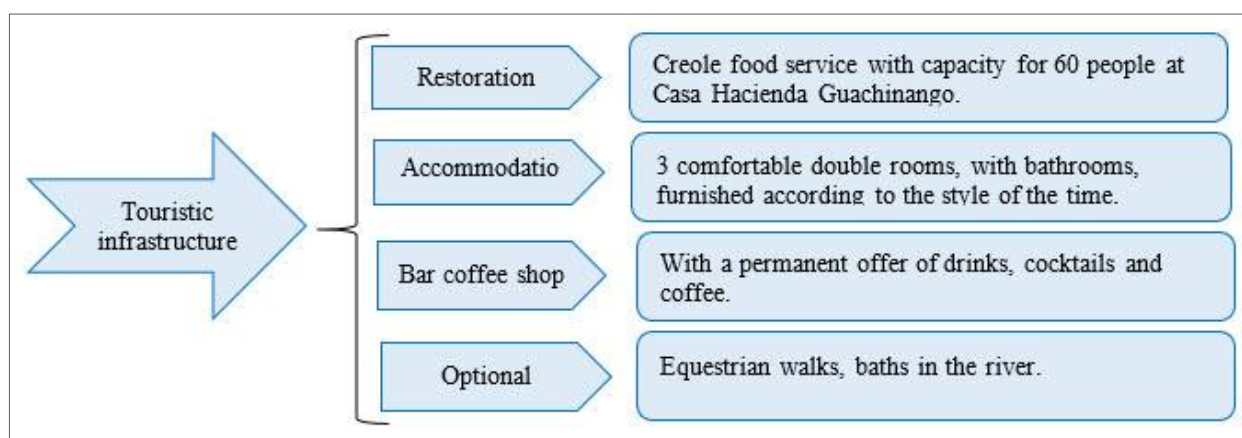 Touristic
infrastructure
Restoration
Creole food service with capacity for 60 people at
Casa Hacienda Guachinango.
Accommodatio
3 comfortable double rooms, with bathrooms,
furnished according to the style of the time.
Bar coffee shop
With a permanent offer of drinks, cocktails and
coffee.
Optional
Equestrian walks, baths in the river.